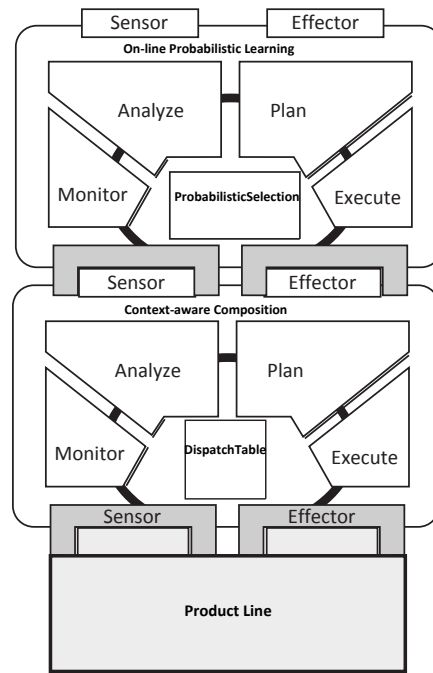 Sensor Effector
On-line Probabilistic Learning
Analyze Plan
Monitor ProbabilisticSelection Execute
Sensor Effector
Context-aware Composition
Analyze Plan
Monitor DispatchTable Execute
Sensor Effector
Product Line